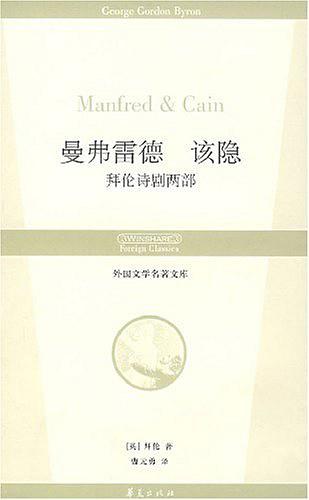 George Gordon Byron
Manfred & Cain
曼弗雷德 该隐
拜伦诗剧两部
WINSHARE
Foreign Classics
外国文学名著文库
[英] 拜伦 著
曹元勇 译
华夏出版社